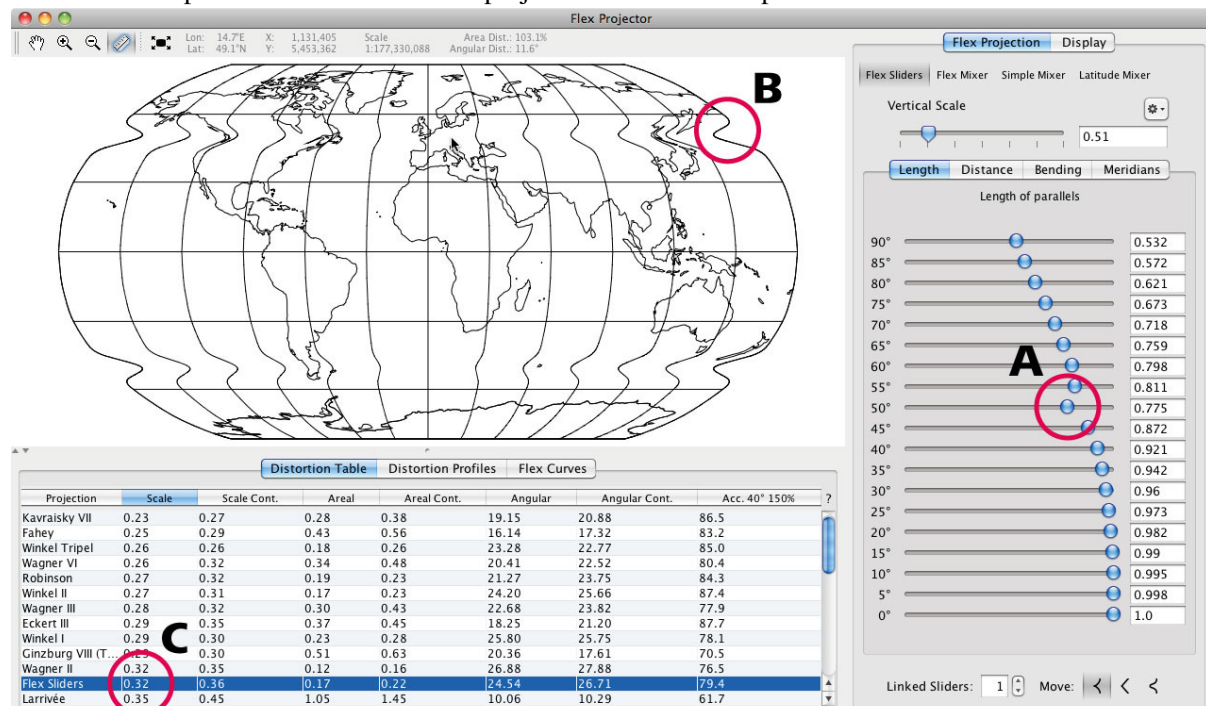 Flex Projector
Lon: 14.7°E X: 1,131,405 Scale Area Dist.: 103.1%
Lat: 49.1°N Y: 5,453,362 1:177,330,088 Angular Dist.: 11.6°
Flex Projection Display
Flex Sliders Flex Mixer Simple Mixer Latitude Mixer
Vertical Scale
0.51
Length Distance Bending Meridians
Length of parallels
90° 0.532
85° 0.572
80° 0.621
75° 0.673
70° 0.718
65° 0.759
60° 0.798
55° 0.811
50° 0.775
45° 0.872
40° 0.921
35° 0.942
30° 0.96
25° 0.973
20° 0.982
15° 0.99
10° 0.995
5° 0.998
0° 1.0
A
Linked Sliders: 1 Move:
B
Distortion Table Distortion Profiles Flex Curves
Projection Scale Scale Cont. Areal Areal Cont. Angular Angular Cont. Acc. 40° 150% ?
Kavraisky VII 0.23 0.27 0.28 0.38 19.15 20.88 86.5
Fahey 0.25 0.29 0.43 0.56 16.14 17.32 83.2
Winkel Tripel 0.26 0.26 0.18 0.26 23.28 22.77 85.0
Wagner VI 0.26 0.32 0.34 0.48 20.41 22.52 80.4
Robinson 0.27 0.32 0.19 0.23 21.27 23.75 84.3
Winkel II 0.27 0.31 0.17 0.23 24.20 25.66 87.4
Wagner III 0.28 0.32 0.30 0.43 22.68 23.82 77.9
Eckert III 0.29 0.35 0.37 0.45 18.25 21.20 87.7
Winkel I 0.29 0.30 0.23 0.28 25.80 25.75 78.1
Ginzburg VIII (T... 0.30 0.51 0.63 20.36 17.61 70.5
Wagner II 0.32 0.35 0.12 0.16 26.88 27.88 76.5
Flex Sliders 0.32 0.36 0.17 0.22 24.54 26.71 79.4
Larrivée 0.35 0.45 1.05 1.45 10.06 10.29 61.7
C